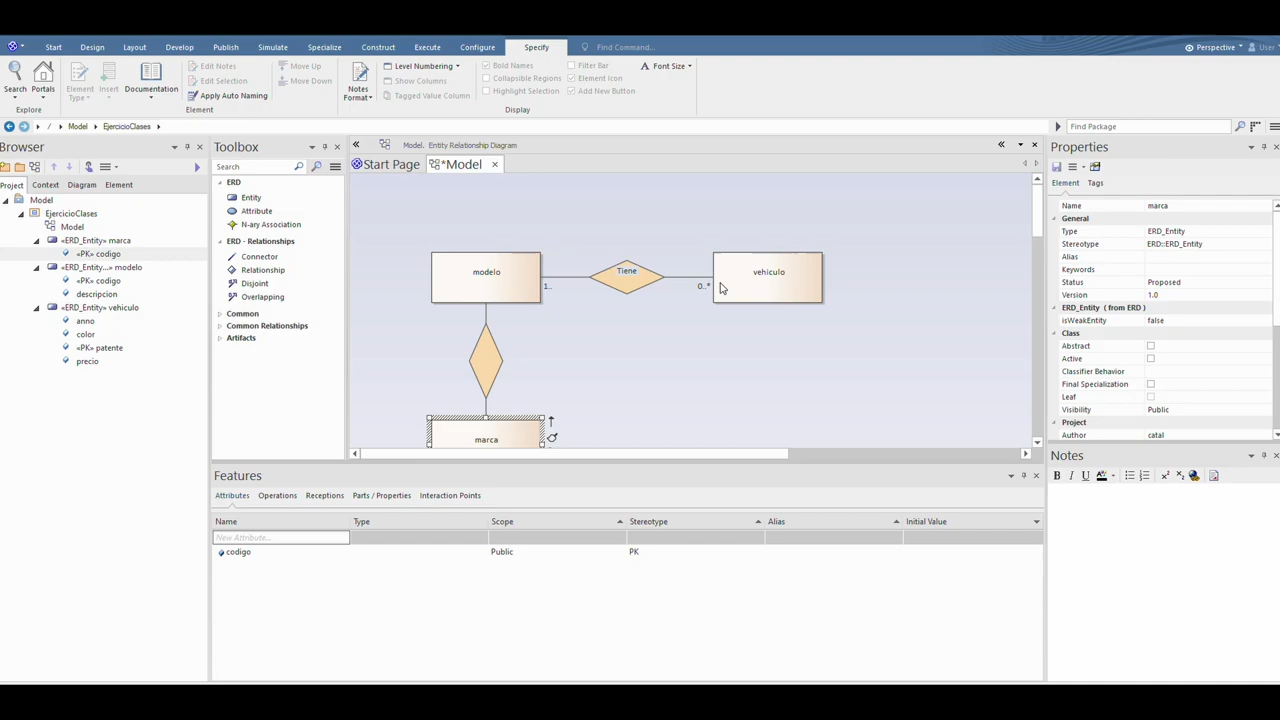 Start Design Layout Develop Publish Simulate Specialize Construct Execute Configure Specify Find Command... Perspective User
Search
Portals
Explore
Element Type
Insert
Documentation
Edit Notes
Edit Selection
Apply Auto Naming
Move Up
Move Down
Element
Notes Format
Level Numbering
Show Columns
Tagged Value Column
Bold Names
Collapsible Regions
Highlight Selection
Filter Bar
Element Icon
Add New Button
Font Size
Display
/ Model EjercicioClases
Find Package
Browser
Project Context Diagram Element
Model
EjercicioClases
Model
«ERD_Entity» marca
«PK» codigo
«ERD_Entity...» modelo
«PK» codigo
descripcion
«ERD_Entity» vehiculo
anno
color
«PK» patente
precio
Toolbox
Search
ERD
Entity
Attribute
N-ary Association
ERD - Relationships
Connector
Relationship
Disjoint
Overlapping
Common
Common Relationships
Artifacts
Model. Entity Relationship Diagram
Start Page *Model
modelo
1..
Tiene
0..*
vehiculo
marca
Properties
Element Tags
Name marca
General
Type ERD_Entity
Stereotype ERD::ERD_Entity
Alias
Keywords
Status Proposed
Version 1.0
ERD_Entity ( from ERD )
isWeakEntity false
Class
Abstract
Active
Classifier Behavior
Final Specialization
Leaf
Visibility Public
Project
Author catal
Notes
B I U A x² x₂
Features
Attributes Operations Receptions Parts / Properties Interaction Points
Name Type Scope Stereotype Alias Initial Value
New Attribute...
codigo Public PK